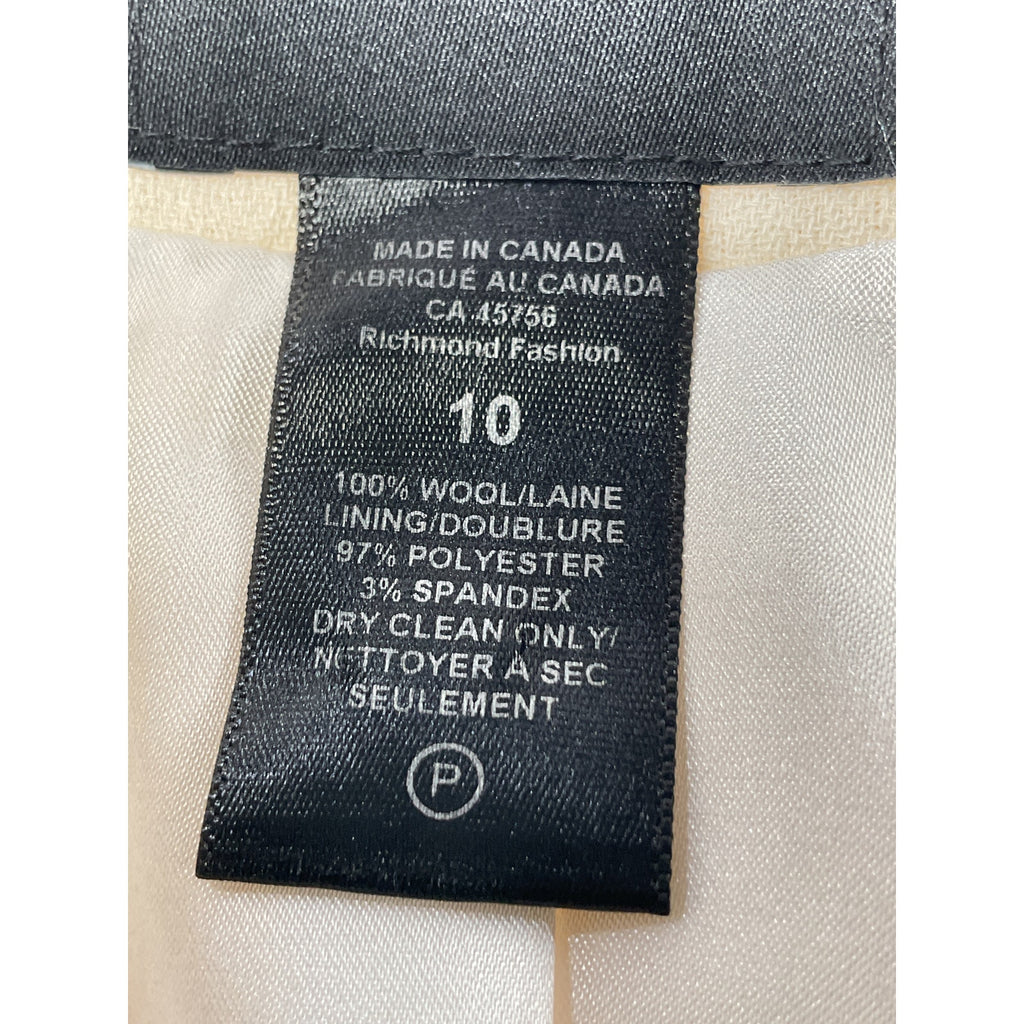 MADE IN CANADA
FABRIQUÉ AU CANADA
CA 45756
Richmond Fashion
10
100% WOOL/LAINE
LINING/DOUBLURE
97% POLYESTER
3% SPANDEX
DRY CLEAN ONLY/
NETTOYER A SEC
SEULEMENT
P